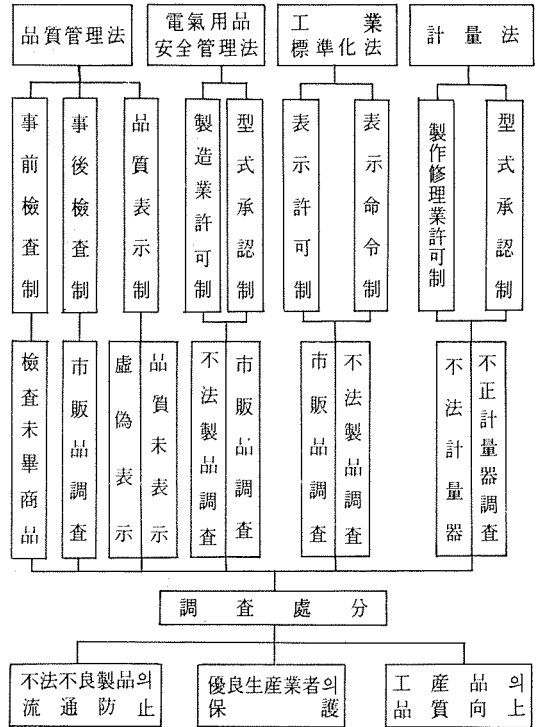 品質管理法
電氣用品
安全管理法
工業
標準化法
計量法
事前檢査制
事後檢査制
品質表示制
製造業許可制
型式承認制
表示許可制
表示命令制
製作修理業許可制
型式承認制
檢査未畢商品
市販品調査
虛偽表示
品質未表示
不法製品調査
市販品調査
市販品調査
不法製品調査
不法計量器
不正計量器調査
調査處分
不法不良製品의
流通防止
優良生産業者의
保護
工産品의
品質向上